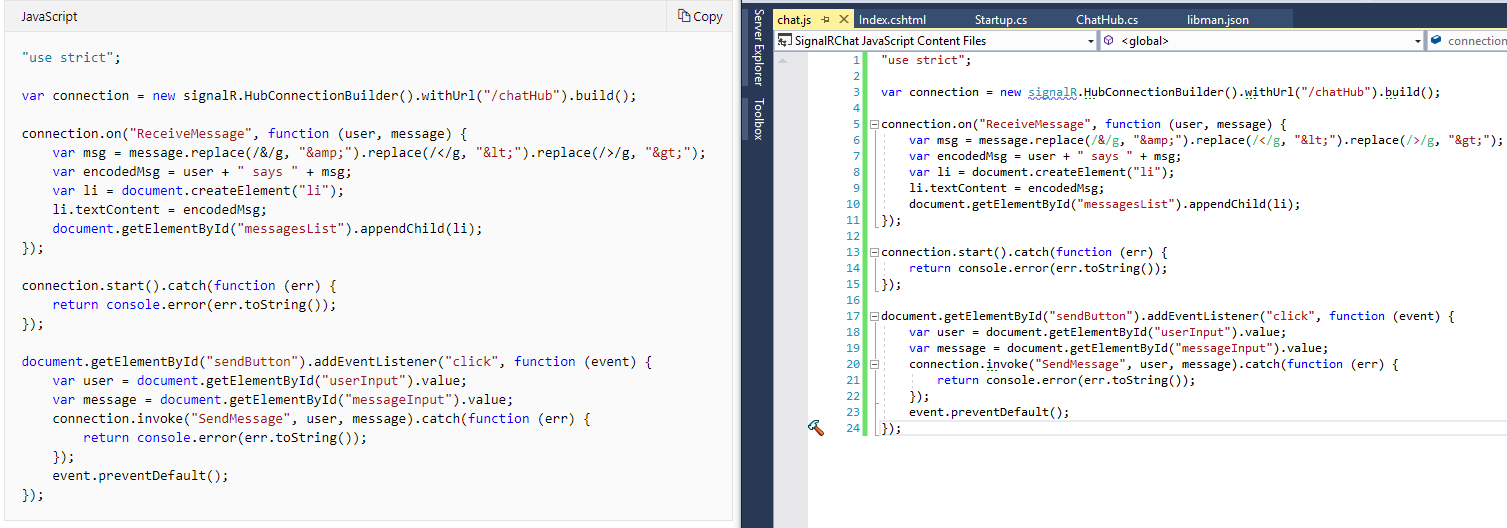 JavaScript
Copy
"use strict";
var connection = new signalR.HubConnectionBuilder().withUrl("/chatHub").build();
connection.on("ReceiveMessage", function (user, message) {
    var msg = message.replace(/&/g, "&amp;").replace(/</g, "&lt;").replace(/>/g, "&gt;");
    var encodedMsg = user + " says " + msg;
    var li = document.createElement("li");
    li.textContent = encodedMsg;
    document.getElementById("messagesList").appendChild(li);
});
connection.start().catch(function (err) {
    return console.error(err.toString());
});
document.getElementById("sendButton").addEventListener("click", function (event) {
    var user = document.getElementById("userInput").value;
    var message = document.getElementById("messageInput").value;
    connection.invoke("SendMessage", user, message).catch(function (err) {
        return console.error(err.toString());
    });
    event.preventDefault();
});
Server Explorer
Toolbox
chat.js Index.cshtml Startup.cs ChatHub.cs libman.json
SignalRChat JavaScript Content Files <global> connection
1 "use strict";
2
3 var connection = new signalR.HubConnectionBuilder().withUrl("/chatHub").build();
4
5 connection.on("ReceiveMessage", function (user, message) {
6     var msg = message.replace(/&/g, "&amp;").replace(/</g, "&lt;").replace(/>/g, "&gt;");
7     var encodedMsg = user + " says " + msg;
8     var li = document.createElement("li");
9     li.textContent = encodedMsg;
10     document.getElementById("messagesList").appendChild(li);
11 });
12
13 connection.start().catch(function (err) {
14     return console.error(err.toString());
15 });
16
17 document.getElementById("sendButton").addEventListener("click", function (event) {
18     var user = document.getElementById("userInput").value;
19     var message = document.getElementById("messageInput").value;
20     connection.invoke("SendMessage", user, message).catch(function (err) {
21         return console.error(err.toString());
22     });
23     event.preventDefault();
24 });